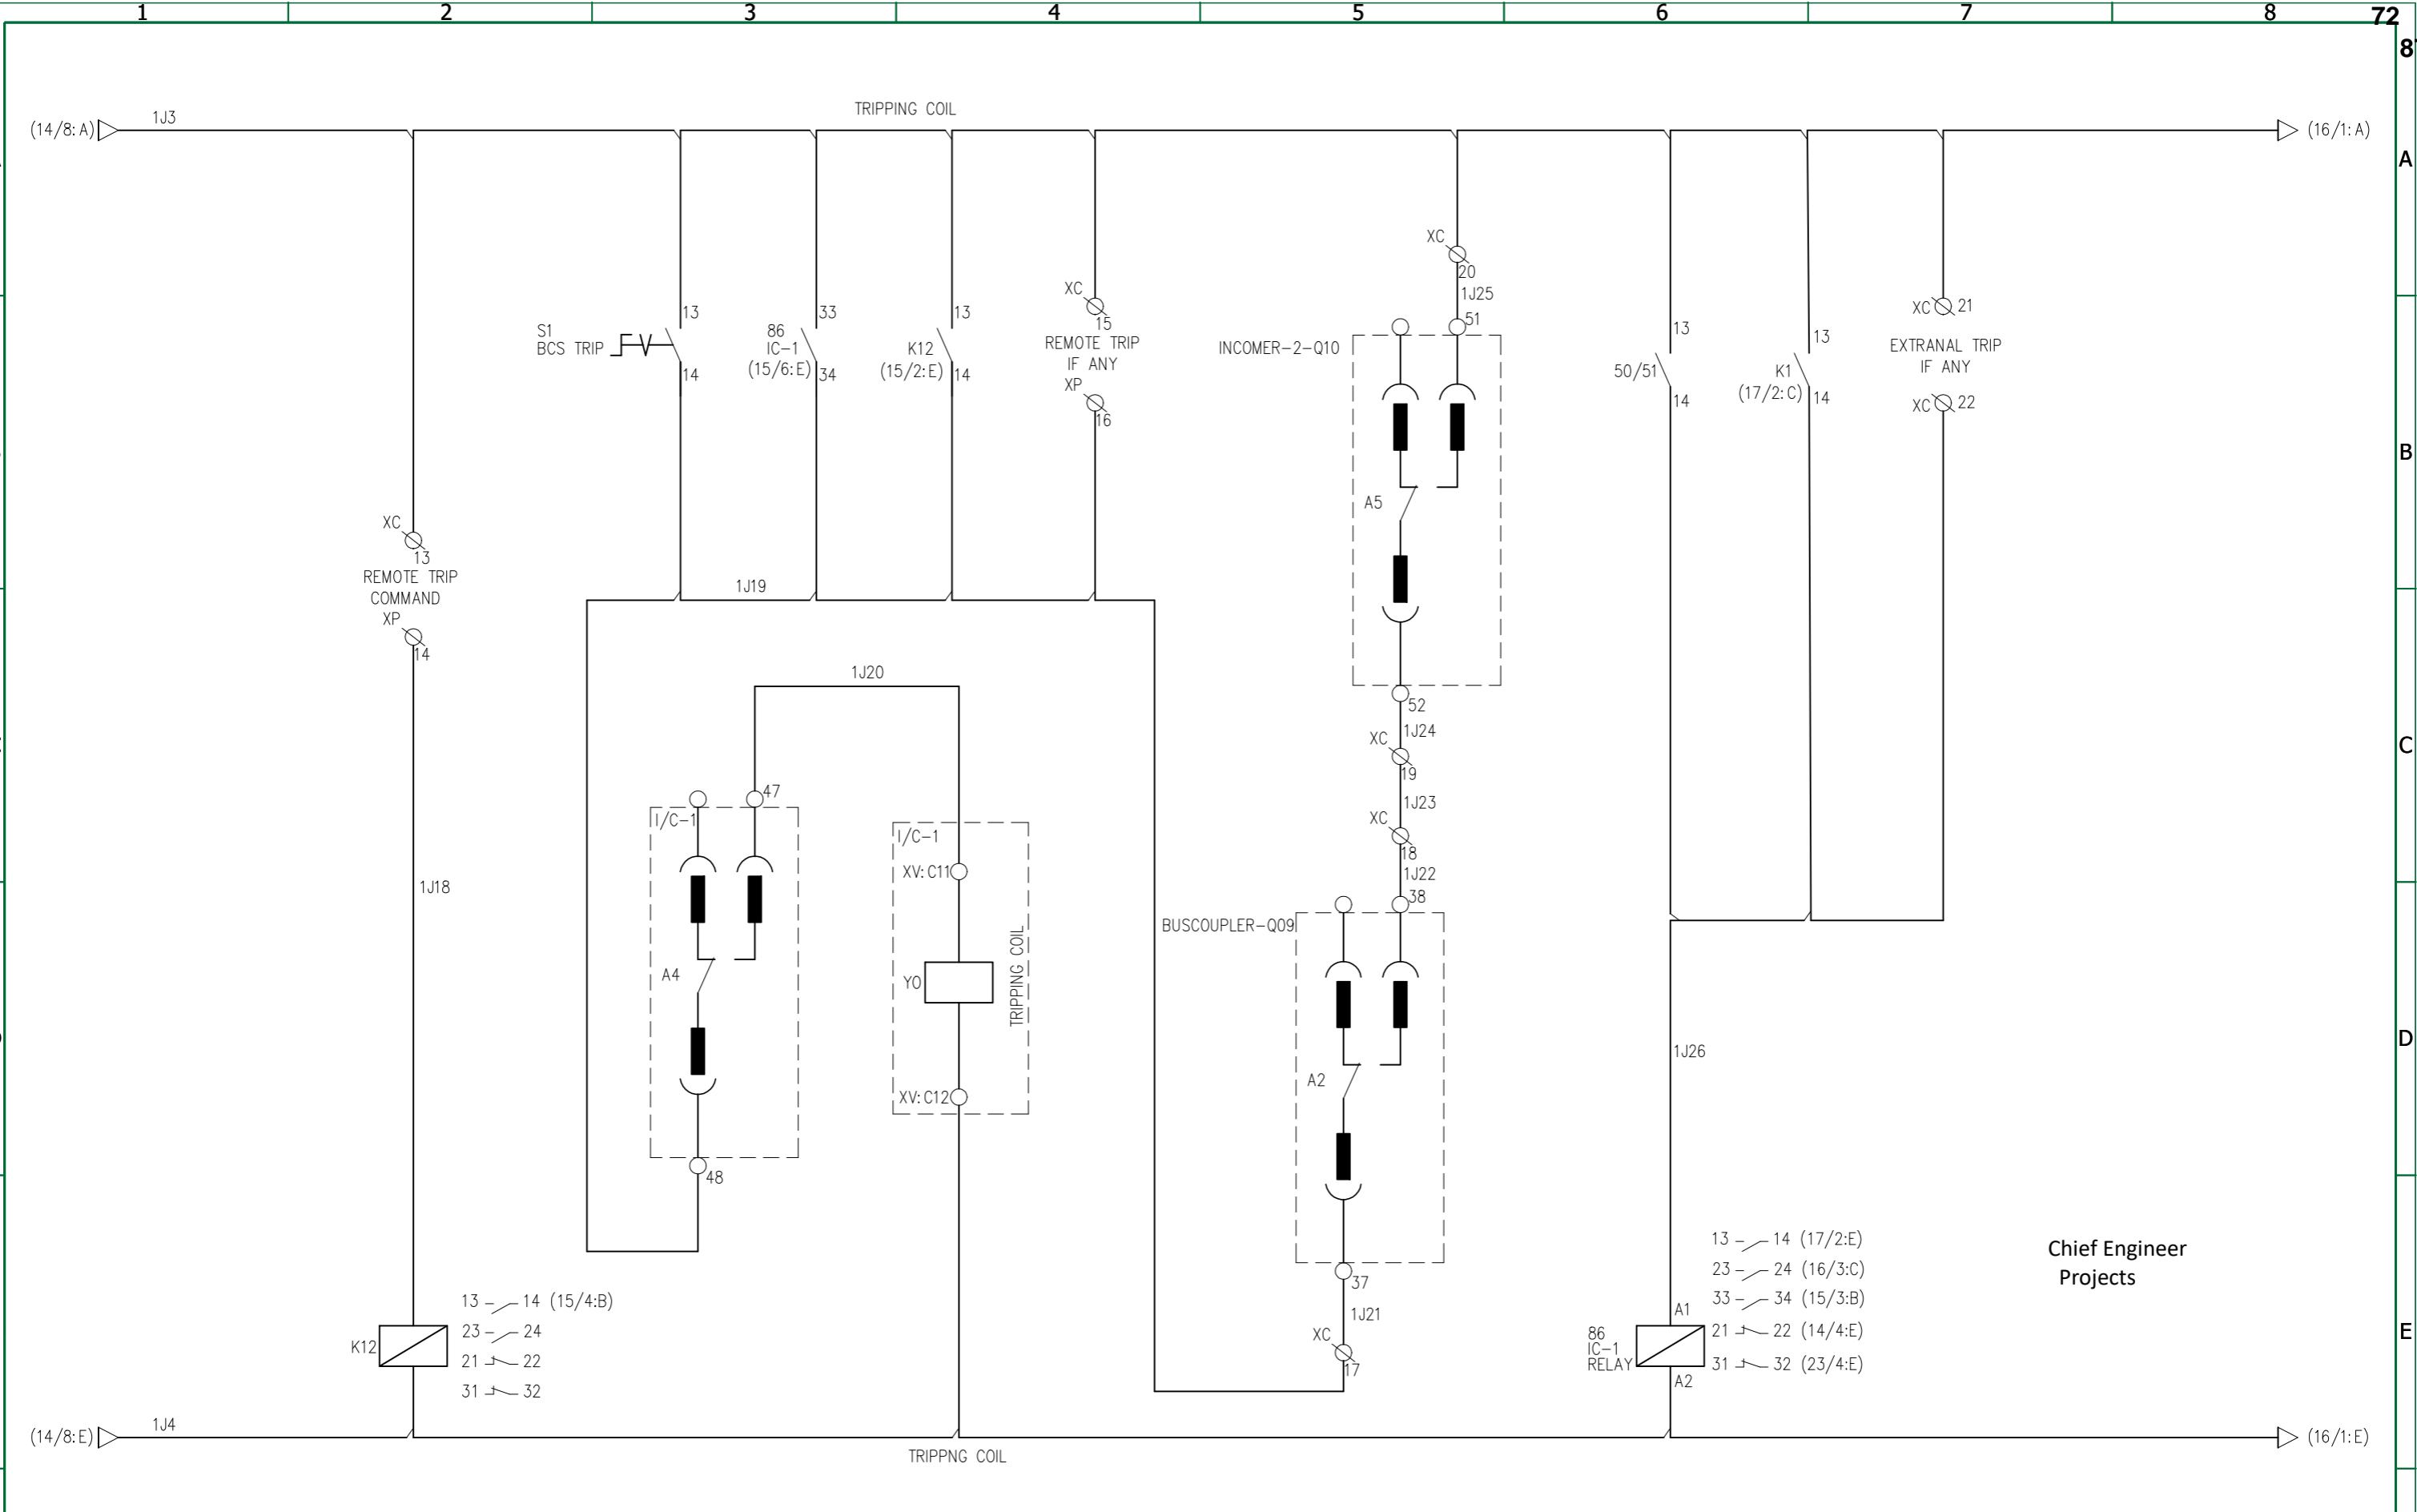 1 2 3 4 5 6 7 8 72
TRIPPING COIL
(14/8:A) 1J3 (16/1:A)
A
XC
20
1J25
51
S1
BCS TRIP
13
14
86
IC-1
(15/6:E)
33
34
K12
(15/2:E)
13
14
XC
15
REMOTE TRIP
IF ANY
XP
16
INCOMER-2-Q10
A5
50/51
13
14
K1
(17/2:C)
13
14
XC 21
EXTRANAL TRIP
IF ANY
XC 22
B
XC
13
REMOTE TRIP
COMMAND
XP
14
1J19
1J20
52
1J24
XC
19
1J23
XC
18
1J22
38
C
47
I/C-1
A4
48
I/C-1
XV:C11
Y0
TRIPPING COIL
XV:C12
1J18
BUSCOUPLER-Q09
A2
37
1J21
XC
17
1J26
D
K12
13 14 (15/4:B)
23 24
21 22
31 32
86
IC-1
RELAY
A1
A2
13 14 (17/2:E)
23 24 (16/3:C)
33 34 (15/3:B)
21 22 (14/4:E)
31 32 (23/4:E)
Chief Engineer
Projects
E
(14/8:E) 1J4 (16/1:E)
TRIPPNG COIL